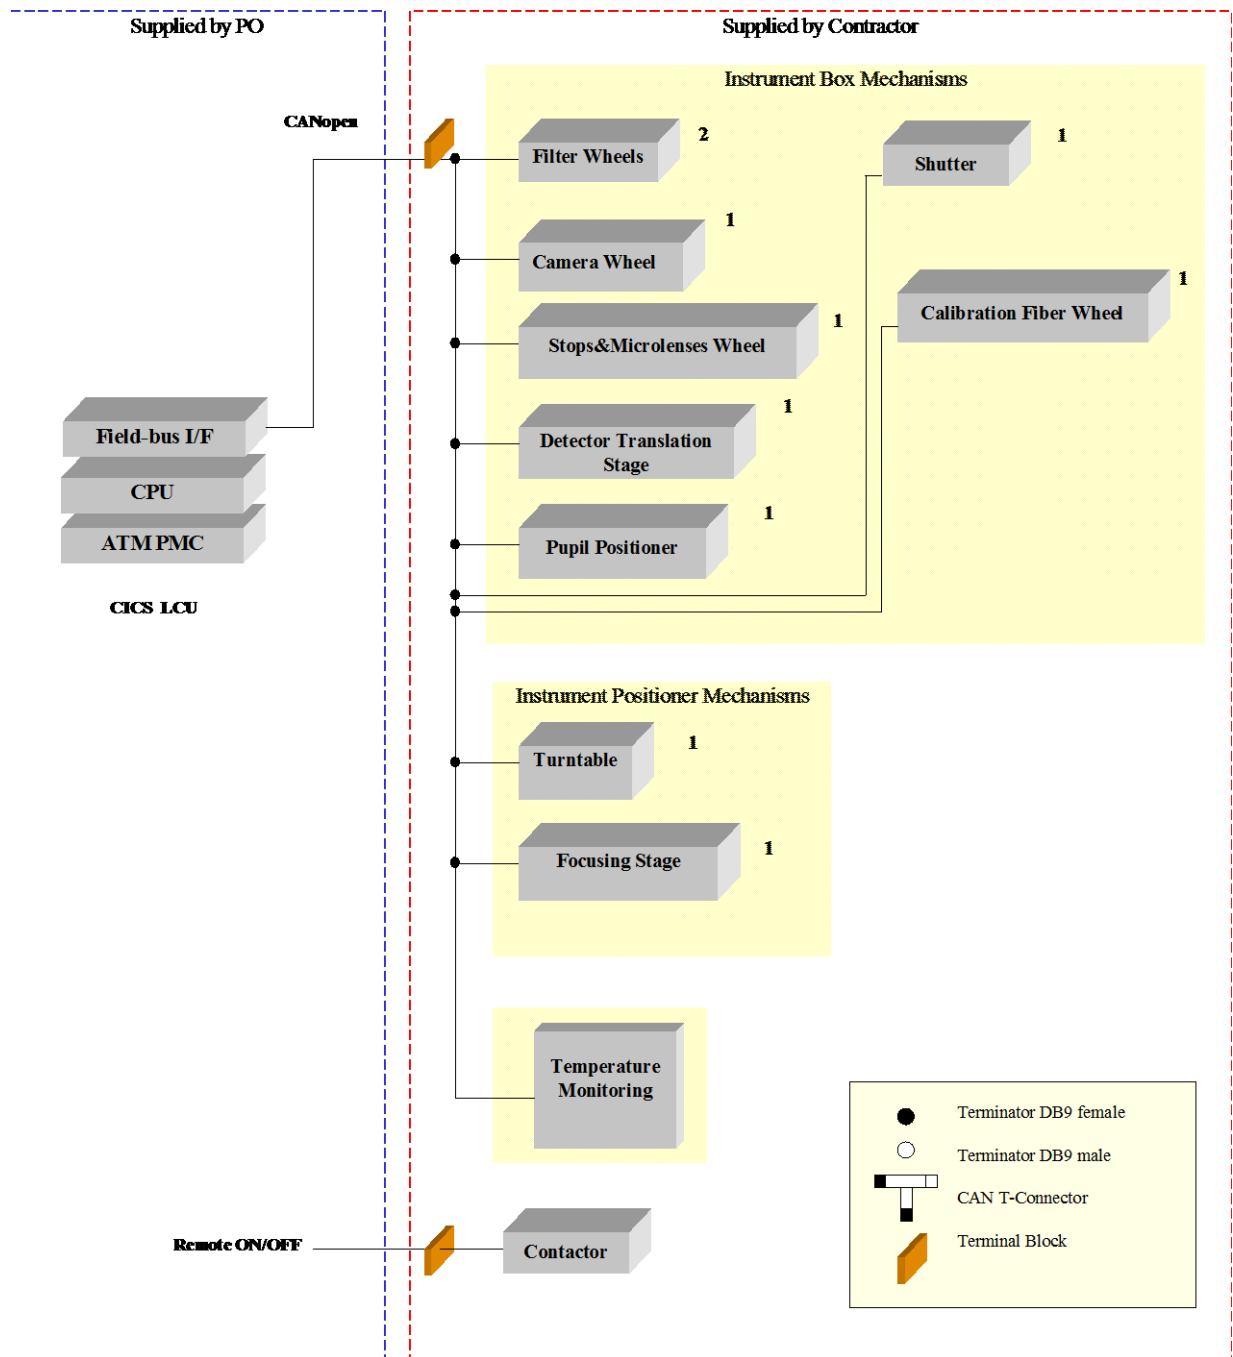 Supplied by PO
Supplied by Contractor
Instrument Box Mechanisms
CANopen
Filter Wheels
2
Shutter
1
Camera Wheel
1
Calibration Fiber Wheel
1
Stops&Microlenses Wheel
1
Detector Translation
Stage
1
Pupil Positioner
1
Field-bus I/F
CPU
ATM PMC
CICS LCU
Instrument Positioner Mechanisms
Turntable
1
Focusing Stage
1
Temperature
Monitoring
Terminator DB9 female
Terminator DB9 male
CAN T-Connector
Terminal Block
Remote ON/OFF
Contactor